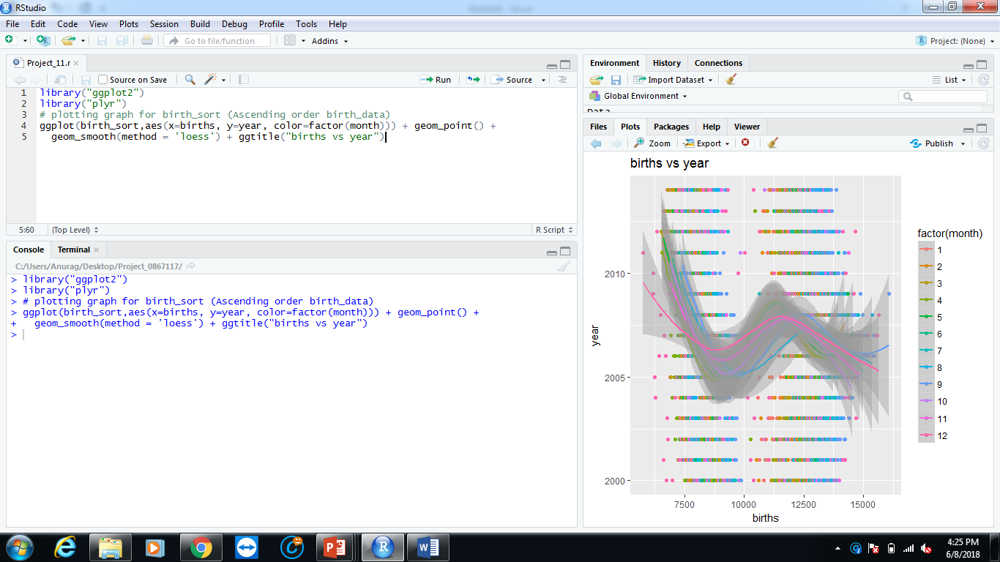 RStudio
File Edit Code View Plots Session Build Debug Profile Tools Help
Go to file/function
Addins
Project: (None)
Project_11.r
Source on Save
Run
Source
1 library("ggplot2")
2 library("plyr")
3 # plotting graph for birth_sort (Ascending order birth_data)
4 ggplot(birth_sort,aes(x=births, y=year, color=factor(month))) + geom_point() +
5 geom_smooth(method = 'loess') + ggtitle("births vs year")
5:60 (Top Level) R Script
Console Terminal
C:/Users/Anurag/Desktop/Project_0867117/
> library("ggplot2")
> library("plyr")
> # plotting graph for birth_sort (Ascending order birth_data)
> ggplot(birth_sort,aes(x=births, y=year, color=factor(month))) + geom_point() +
+ geom_smooth(method = 'loess') + ggtitle("births vs year")
>
Environment History Connections
Import Dataset
List
Global Environment
Data
Files Plots Packages Help Viewer
Zoom Export Publish
births vs year
year
2010
2005
2000
7500 10000 12500 15000
births
factor(month)
1
2
3
4
5
6
7
8
9
10
11
12
4:25 PM
6/8/2018